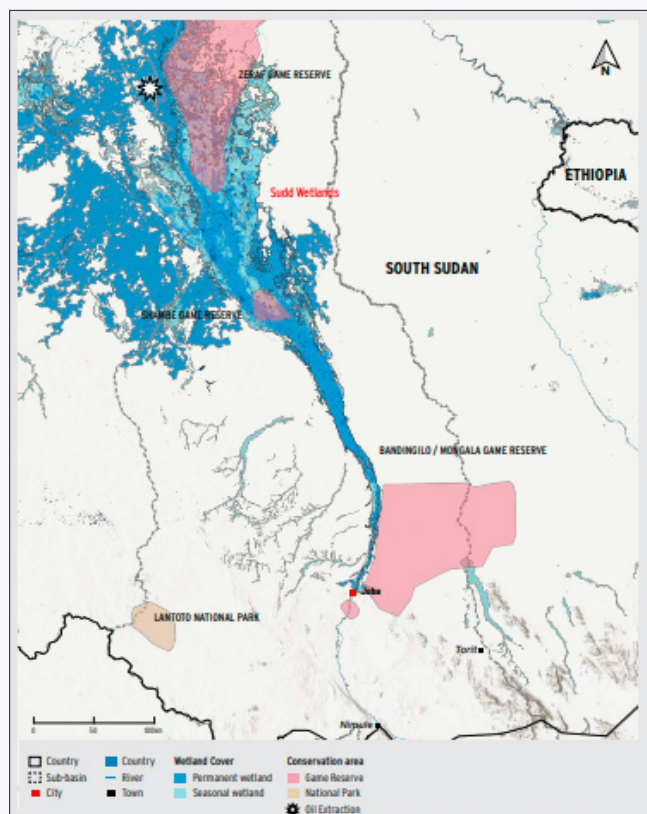 ZERAF GAME RESERVE
N
ETHIOPIA
Sudd Wetlands
SOUTH SUDAN
SHAMBE GAME RESERVE
BANDINGILO / MONGALA GAME RESERVE
Juba
LANTOTO NATIONAL PARK
Torit
Nimule
0 50 100km
Country
Sub-basin
City
Country
River
Town
Wetland Cover
Permanent wetland
Seasonal wetland
Conservation area
Game Reserve
National Park
Oil Extraction